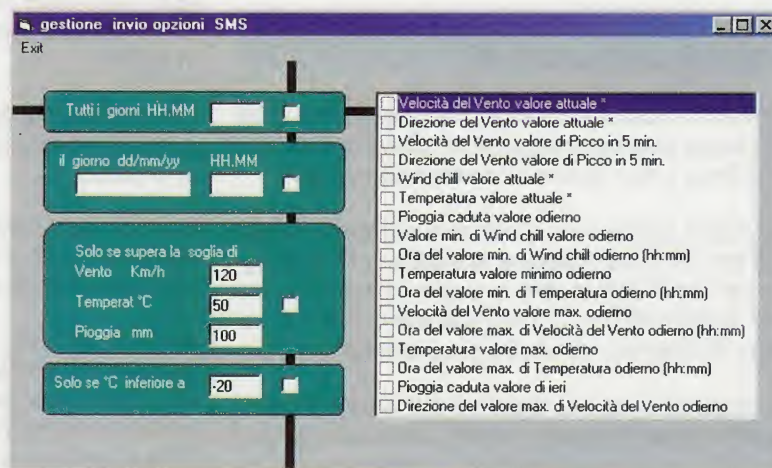 gestione invio opzioni SMS
Exit
Tutti i giorni HH.MM
il giorno dd/mm/yy HH.MM
Solo se supera la soglia di
Vento Km/h 120
Temperat °C 50
Pioggia mm 100
Solo se °C inferiore a -20
Velocità del Vento valore attuale *
Direzione del Vento valore attuale *
Velocità del Vento valore di Picco in 5 min.
Direzione del Vento valore di Picco in 5 min.
Wind chill valore attuale *
Temperatura valore attuale *
Pioggia caduta valore odierno
Valore min. di Wind chill valore odierno
Ora del valore min. di Wind chill odierno (hh:mm)
Temperatura valore minimo odierno
Ora del valore min. di Temperatura odierno (hh:mm)
Velocità del Vento valore max. odierno
Ora del valore max. di Velocità del Vento odierno (hh:mm)
Temperatura valore max. odierno
Ora del valore max. di Temperatura odierno (hh:mm)
Pioggia caduta valore di ieri
Direzione del valore max. di Velocità del Vento odierno